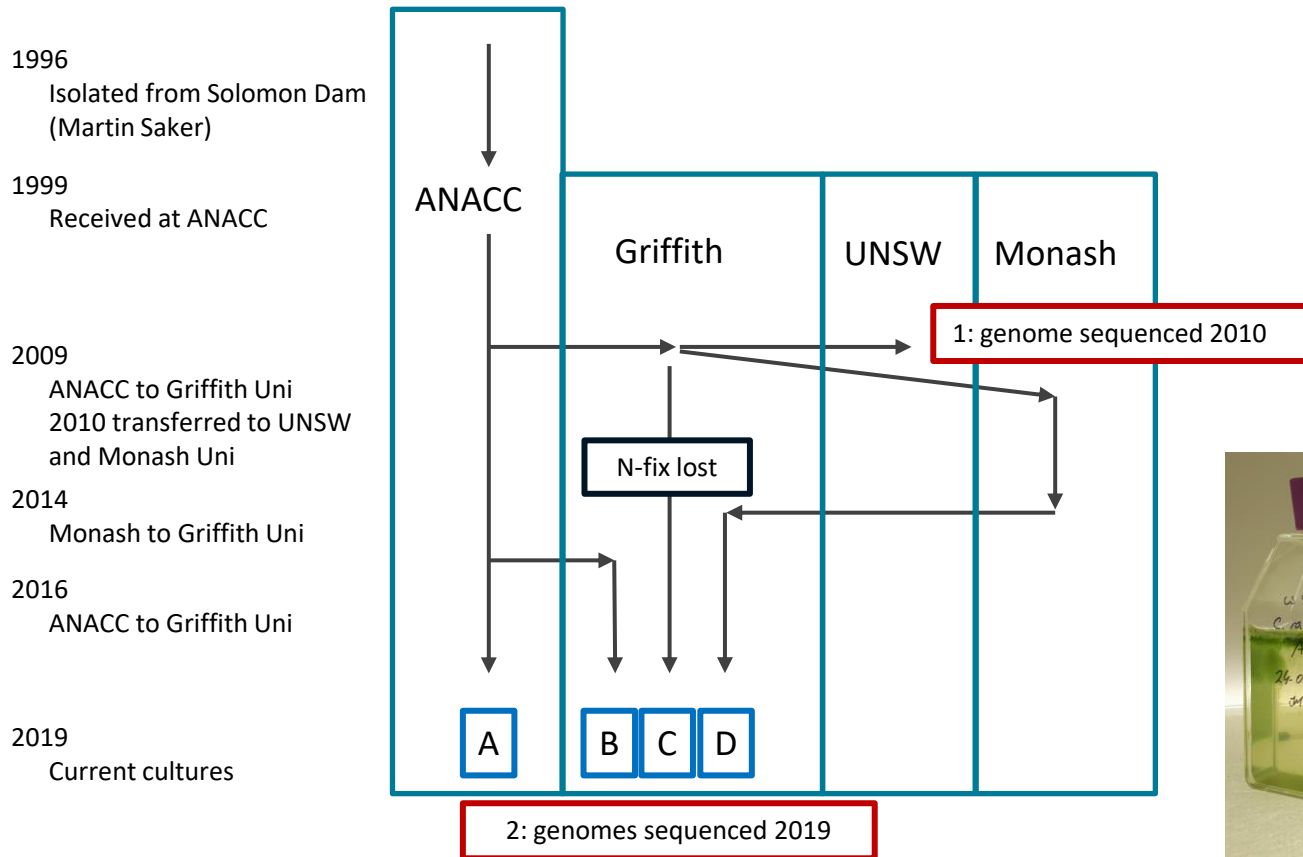 1996
Isolated from Solomon Dam
(Martin Saker)
1999
Received at ANACC
2009
ANACC to Griffith Uni
2010 transferred to UNSW
and Monash Uni
2014
Monash to Griffith Uni
2016
ANACC to Griffith Uni
2019
Current cultures
ANACC
Griffith
UNSW
Monash
1: genome sequenced 2010
N-fix lost
A
B
C
D
2: genomes sequenced 2019